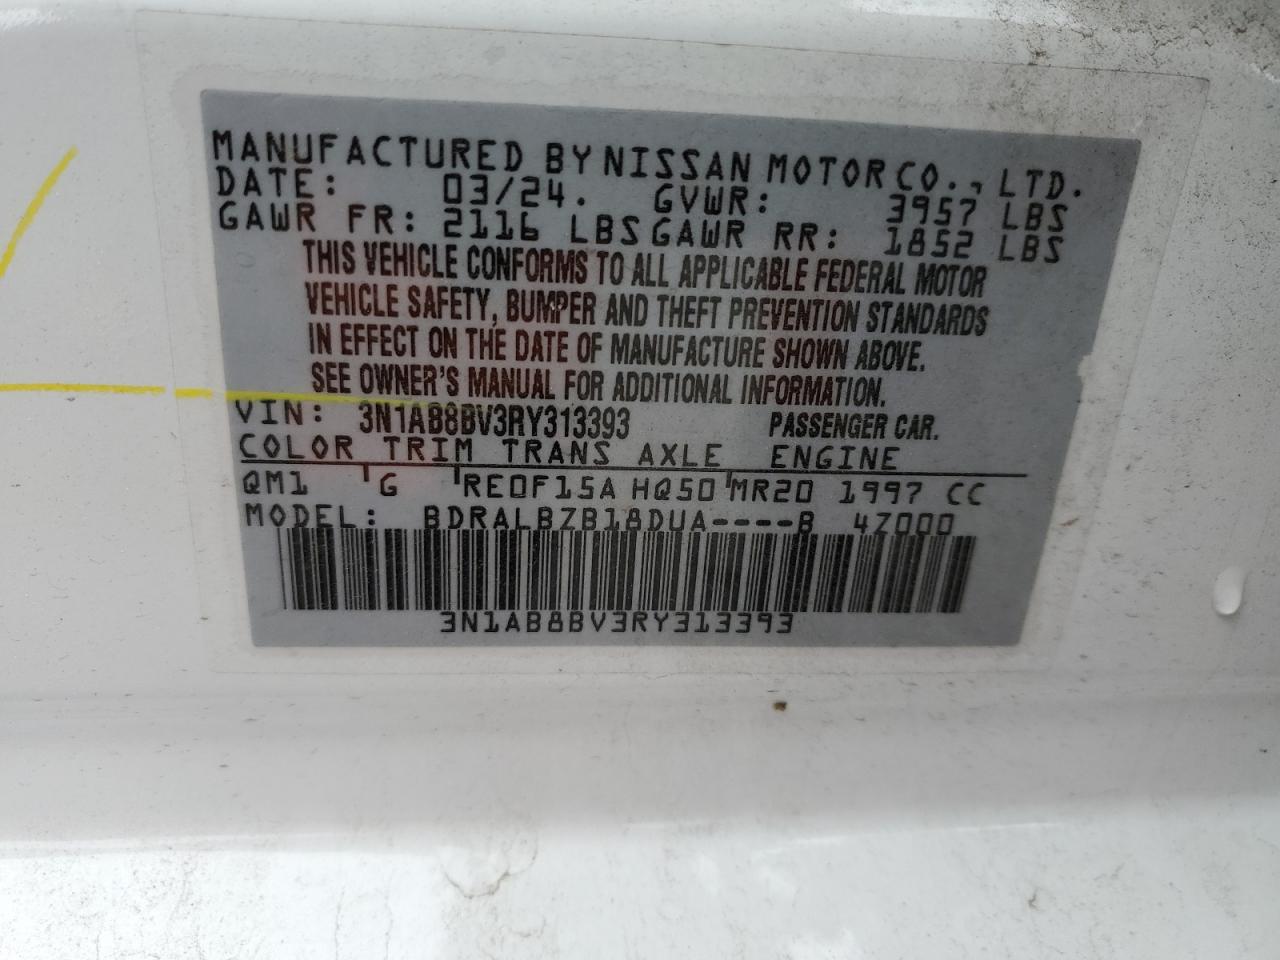 MANUFACTURED BY NISSAN MOTOR CO., LTD.
DATE: 03/24. GVWR: 3957 LBS
GAWR FR: 2116 LBS GAWR RR: 1852 LBS
THIS VEHICLE CONFORMS TO ALL APPLICABLE FEDERAL MOTOR
VEHICLE SAFETY, BUMPER AND THEFT PREVENTION STANDARDS
IN EFFECT ON THE DATE OF MANUFACTURE SHOWN ABOVE.
SEE OWNER'S MANUAL FOR ADDITIONAL INFORMATION.
VIN: 3N1AB8BV3RY313393 PASSENGER CAR.
COLOR TRIM TRANS AXLE ENGINE
QM1 G RE0F15A HQ50 MR20 1997 CC
MODEL: BDRALBZB18DUA----B 4Z000
3N1AB8BV3RY313393